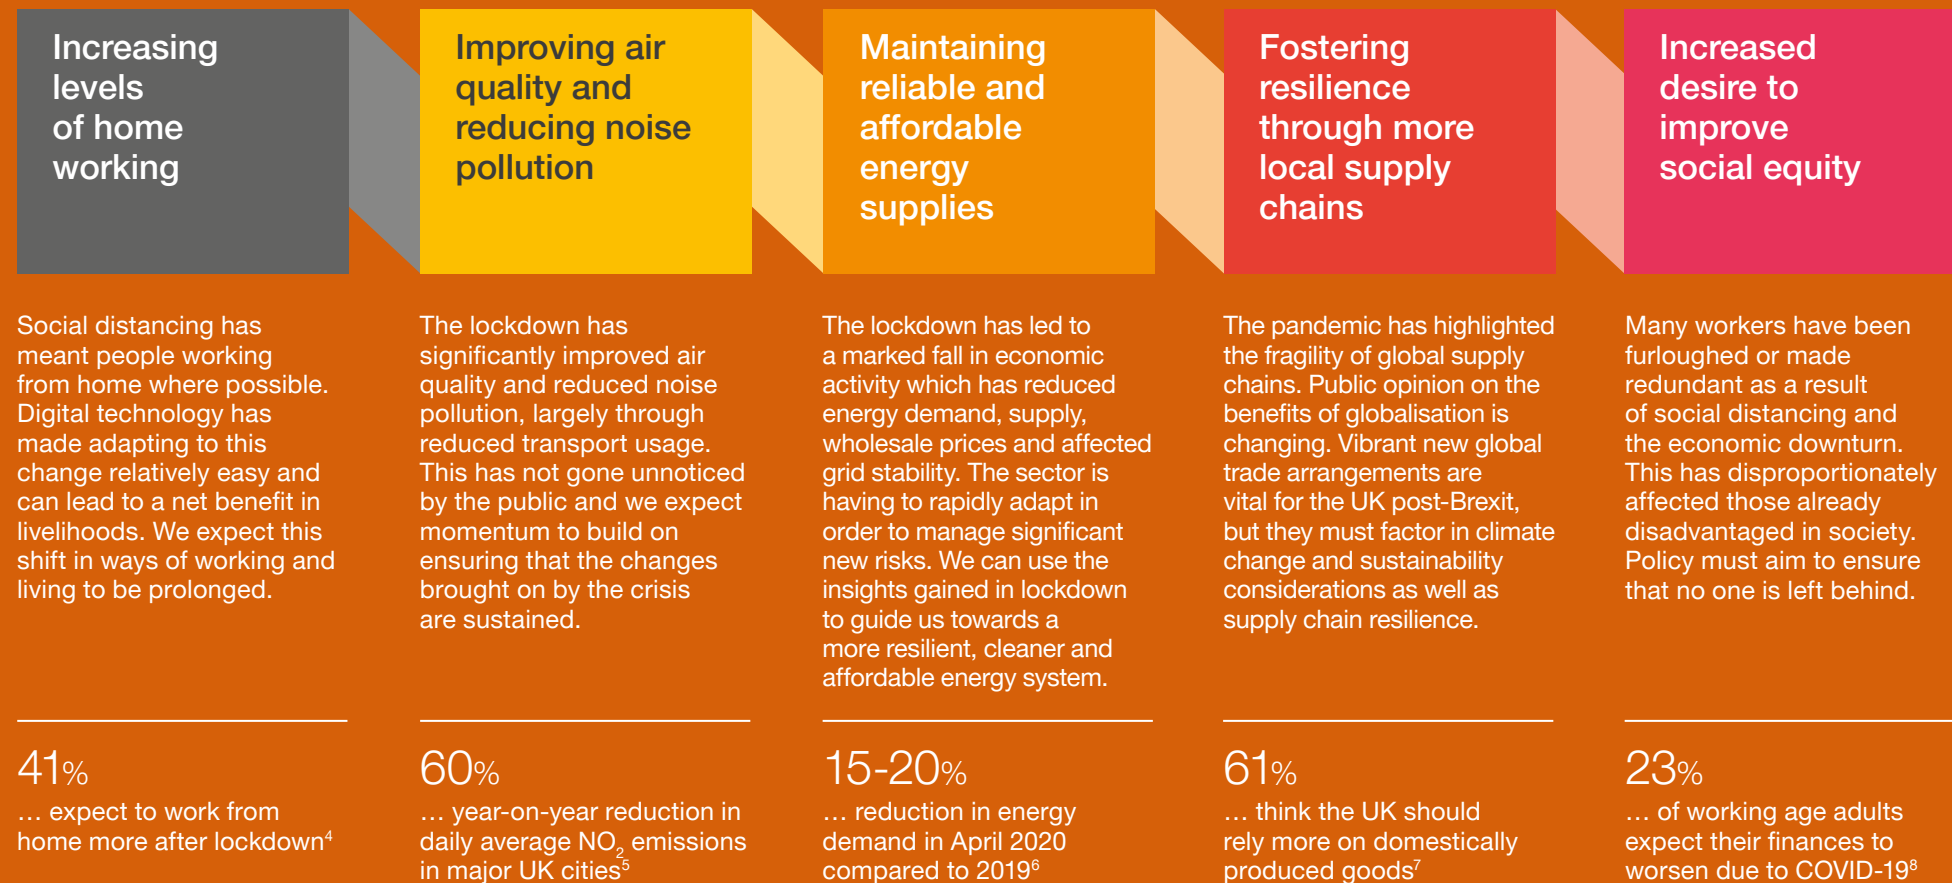 Increasing
levels
of home
working
Social distancing has
meant people working
from home where possible.
Digital technology has
made adapting to this
change relatively easy and
can lead to a net benefit in
livelihoods. We expect this
shift in ways of working and
living to be prolonged.
41%
… expect to work from
home more after lockdown⁴
Improving air
quality and
reducing noise
pollution
The lockdown has
significantly improved air
quality and reduced noise
pollution, largely through
reduced transport usage.
This has not gone unnoticed
by the public and we expect
momentum to build on
ensuring that the changes
brought on by the crisis
are sustained.
60%
… year-on-year reduction in
daily average NO₂ emissions
in major UK cities⁵
Maintaining
reliable and
affordable
energy
supplies
The lockdown has led to
a marked fall in economic
activity which has reduced
energy demand, supply,
wholesale prices and affected
grid stability. The sector is
having to rapidly adapt in
order to manage significant
new risks. We can use the
insights gained in lockdown
to guide us towards a
more resilient, cleaner and
affordable energy system.
15-20%
… reduction in energy
demand in April 2020
compared to 2019⁶
Fostering
resilience
through more
local supply
chains
The pandemic has highlighted
the fragility of global supply
chains. Public opinion on the
benefits of globalisation is
changing. Vibrant new global
trade arrangements are
vital for the UK post-Brexit,
but they must factor in climate
change and sustainability
considerations as well as
supply chain resilience.
61%
… think the UK should
rely more on domestically
produced goods⁷
Increased
desire to
improve
social equity
Many workers have been
furloughed or made
redundant as a result
of social distancing and
the economic downturn.
This has disproportionately
affected those already
disadvantaged in society.
Policy must aim to ensure
that no one is left behind.
23%
… of working age adults
expect their finances to
worsen due to COVID-19⁸